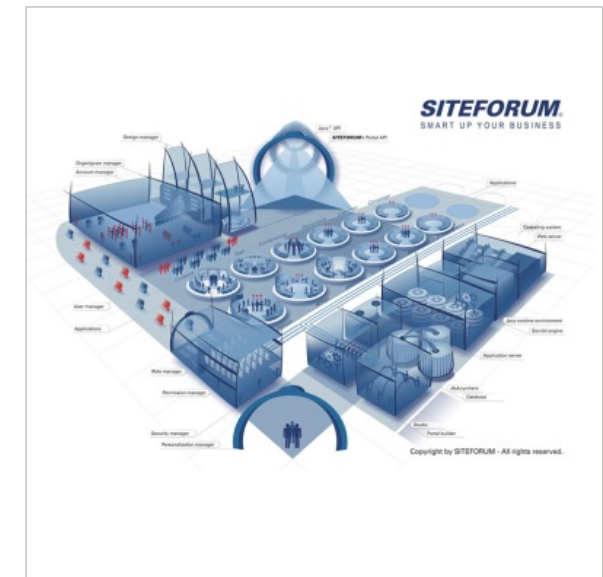 SITEFORUM®
SMART UP YOUR BUSINESS
Java™ API
SITEFORUM® Portal API
Design manager
Organigram manager
Account manager
Applications
Operating system
Web server
User manager
Applications
Java runtime environment
Servlet engine
Application server
Role manager
Permission manager
dbAnywhere
Database
Studio
Portal builder
Security manager
Personalization manager
Copyright by SITEFORUM - All rights reserved.